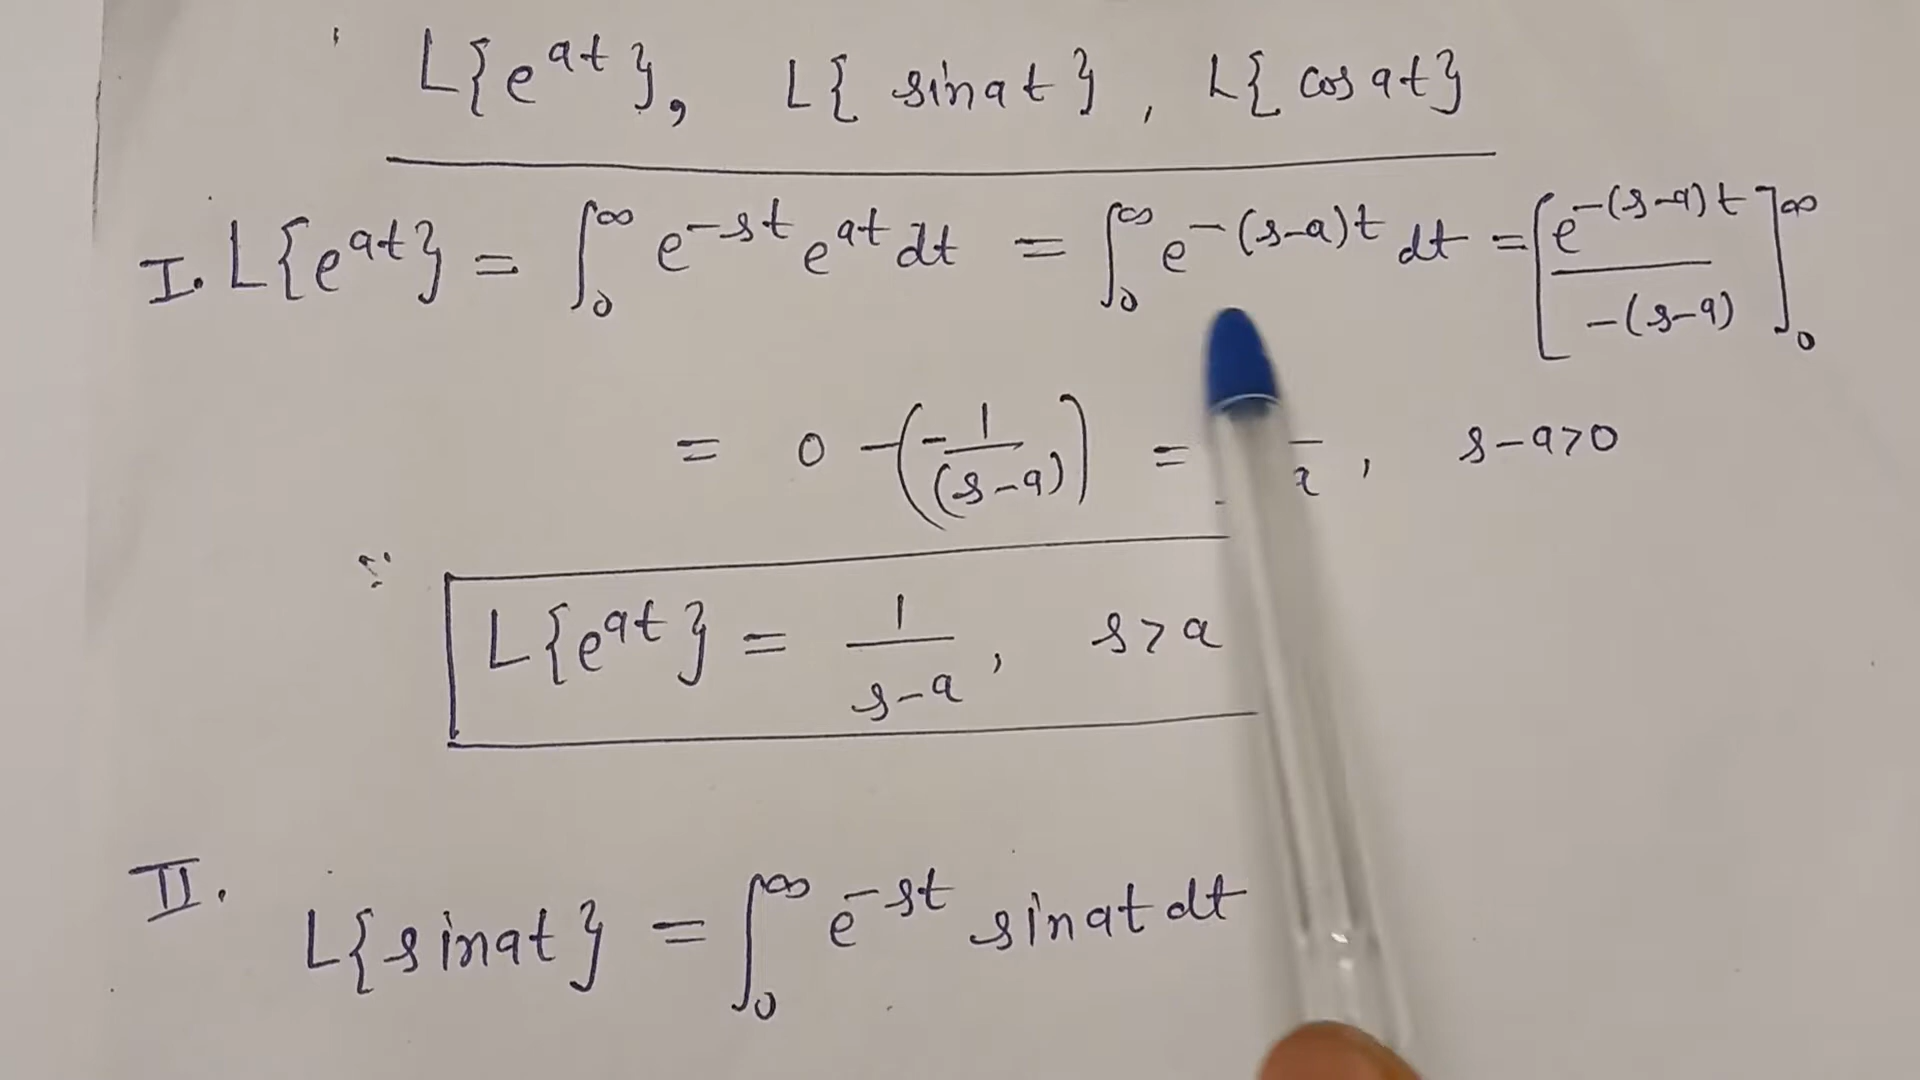 L{e^{at}}, L{ sin at }, L{ cos at}
I. L{e^{at}} = ∫_0^∞ e^{-st} e^{at} dt = ∫_0^∞ e^{-(s-a)t} dt = [e^{-(s-a)t} / -(s-a)]_0^∞
= 0 -(-1/(s-a)) = , s-a>0
∵ L{e^{at}} = 1/(s-a), s>a
II. L{sin at} = ∫_0^∞ e^{-st} sin at dt